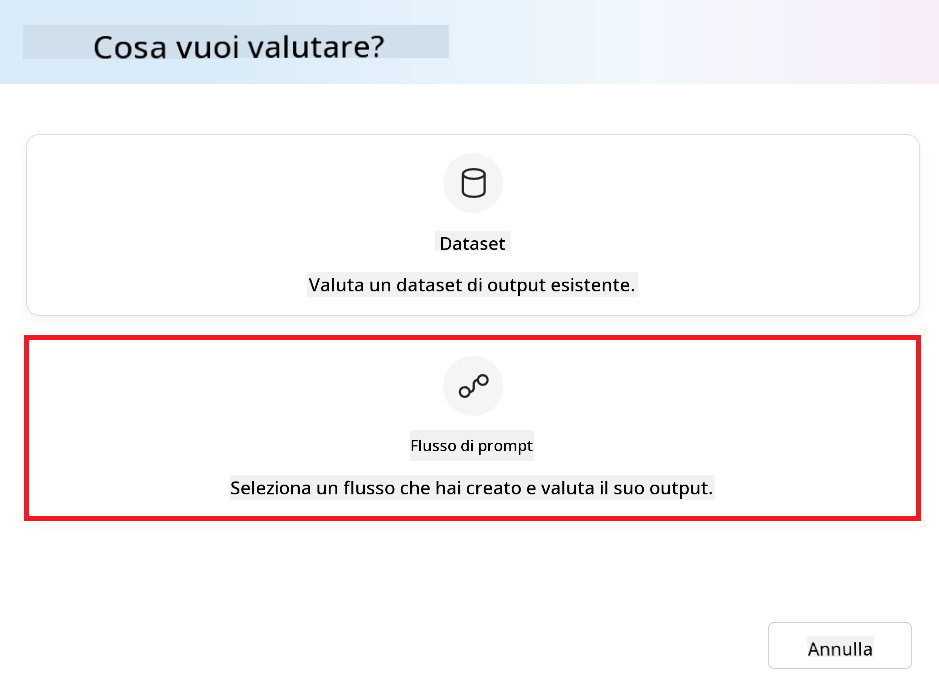 Cosa vuoi valutare?
Dataset
Valuta un dataset di output esistente.
Flusso di prompt
Seleziona un flusso che hai creato e valuta il suo output.
Annulla